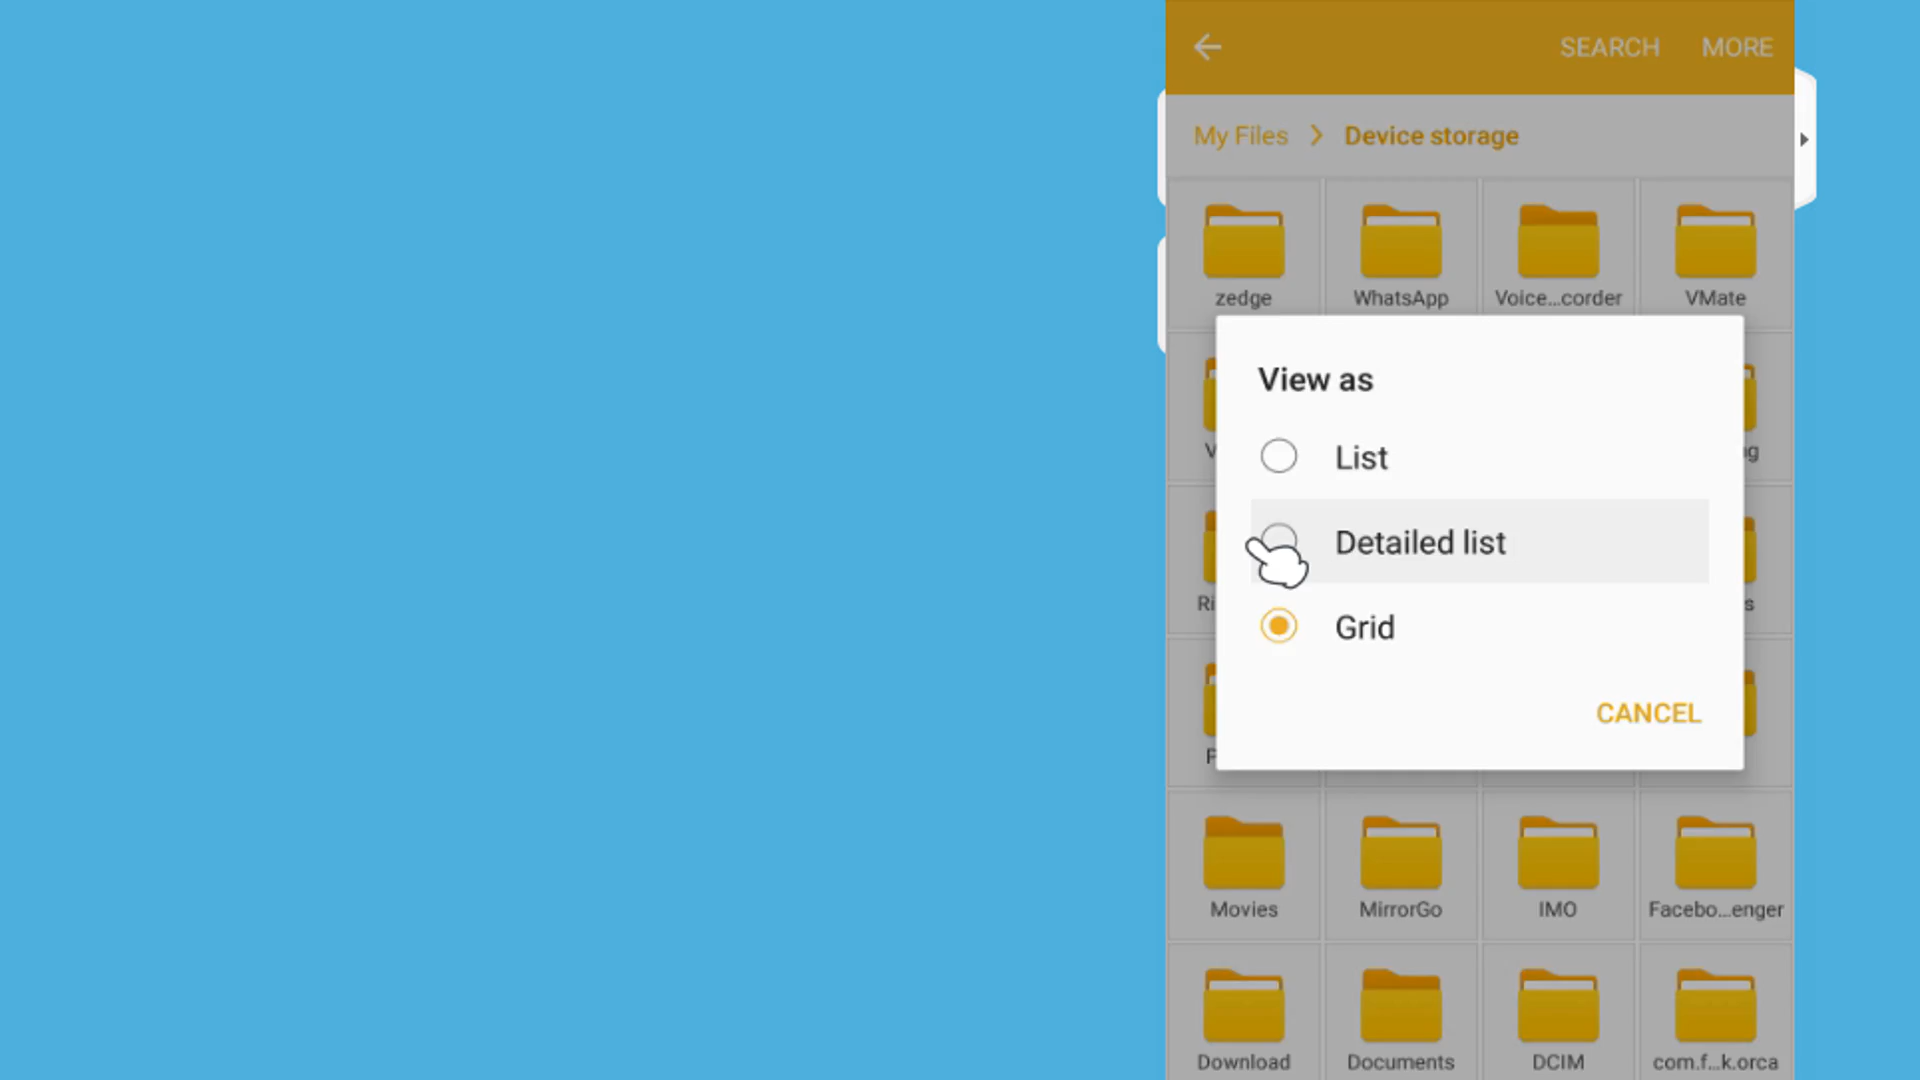 SEARCH MORE
My Files > Device storage
zedge WhatsApp Voice...corder VMate
View as
List
Detailed list
Grid
CANCEL
Movies MirrorGo IMO Facebo...enger
Download Documents DCIM com.f...k.orca